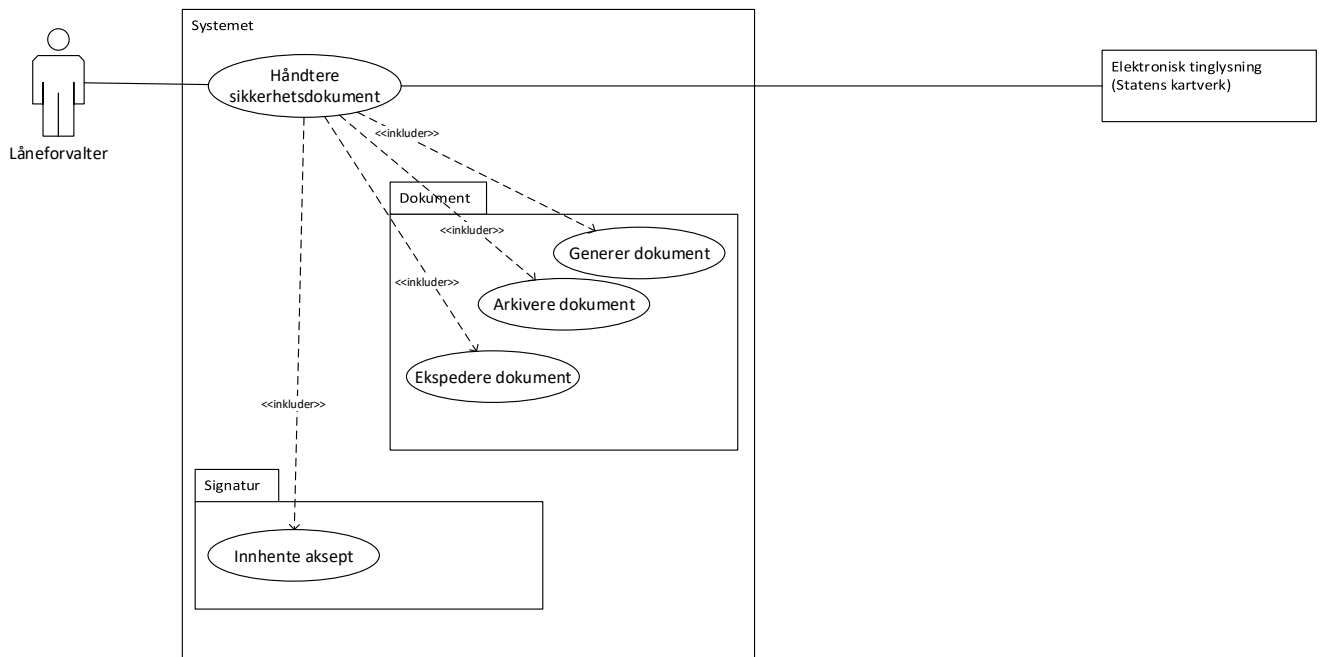 Systemet
Håndtere
sikkerhetsdokument
Elektronisk tinglysning
(Statens kartverk)
Låneforvalter
<<inkluder>>
Dokument
<<inkluder>>
Generer dokument
<<inkluder>>
Arkivere dokument
Ekspedere dokument
<<inkluder>>
Signatur
Innhente aksept